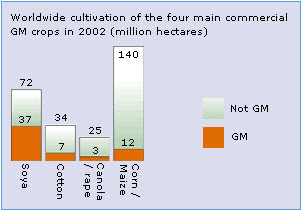 Worldwide cultivation of the four main commercial
GM crops in 2002 (million hectares)
140
72
37
34
7
25
3
12
Not GM
GM
Soya
Cotton
Canola
/ rape
Corn /
Maize